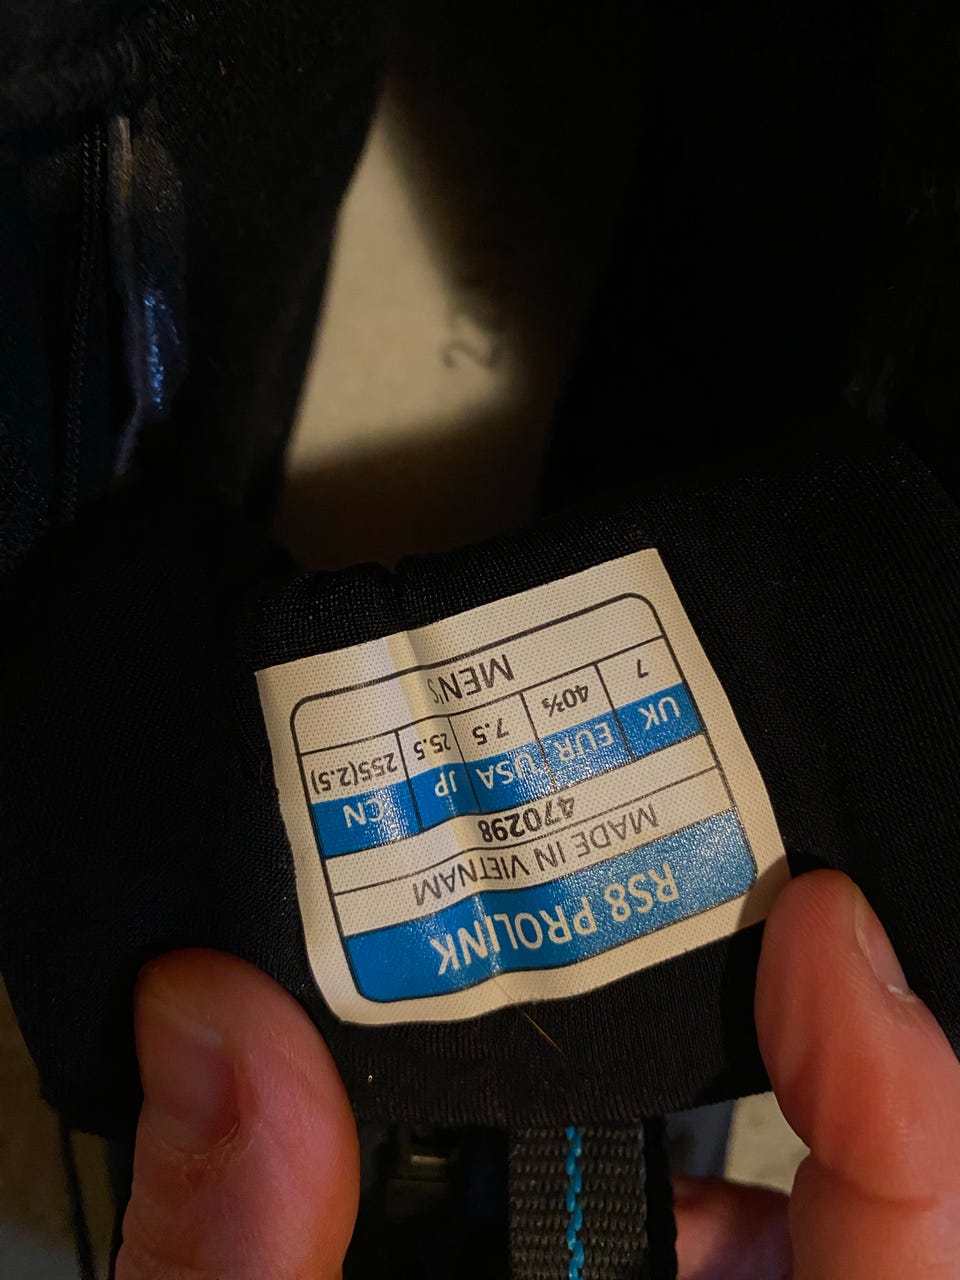 RS8 PROLINK
MADE IN VIETNAM
470298
UK EUR USA JP CN
7 40⅔ 7.5 25.5 255(2.5)
MEN'S